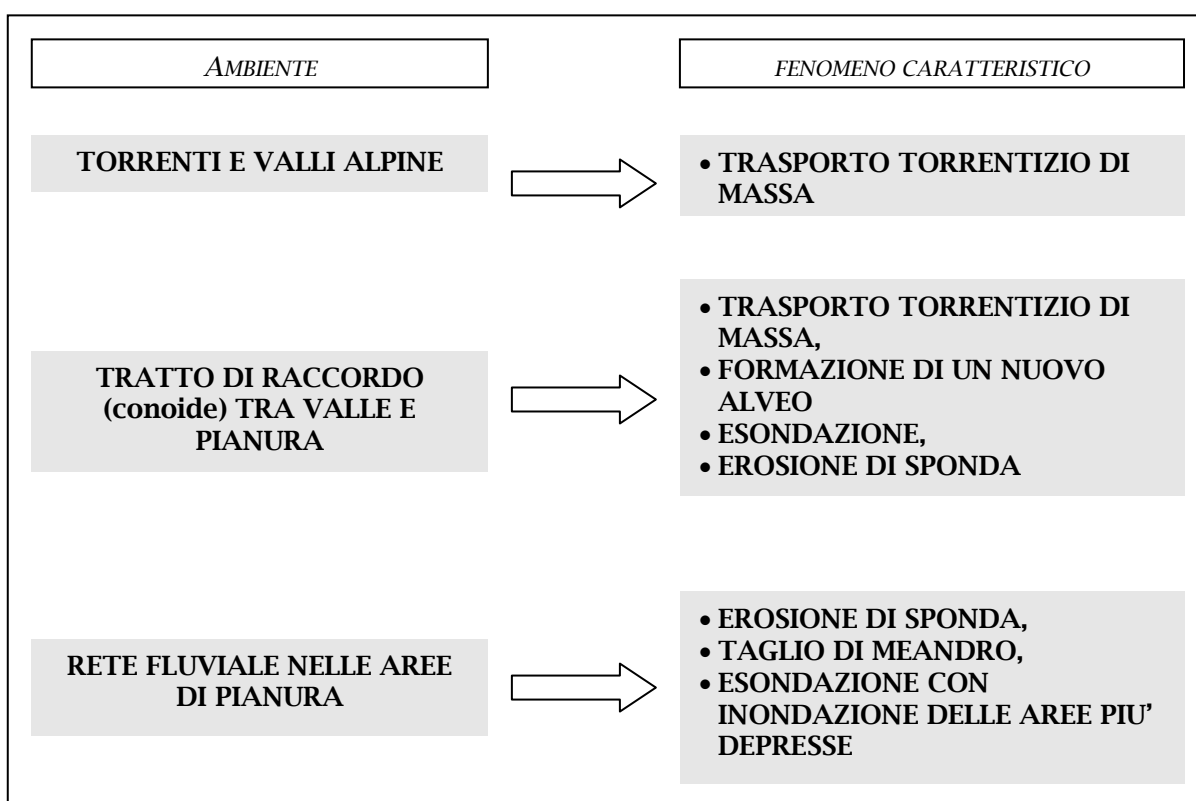 AMBIENTE
FENOMENO CARATTERISTICO
TORRENTI E VALLI ALPINE
• TRASPORTO TORRENTIZIO DI
MASSA
TRATTO DI RACCORDO
(conoide) TRA VALLE E
PIANURA
• TRASPORTO TORRENTIZIO DI
MASSA,
• FORMAZIONE DI UN NUOVO
ALVEO
• ESONDAZIONE,
• EROSIONE DI SPONDA
RETE FLUVIALE NELLE AREE
DI PIANURA
• EROSIONE DI SPONDA,
• TAGLIO DI MEANDRO,
• ESONDAZIONE CON
INONDAZIONE DELLE AREE PIU’
DEPRESSE